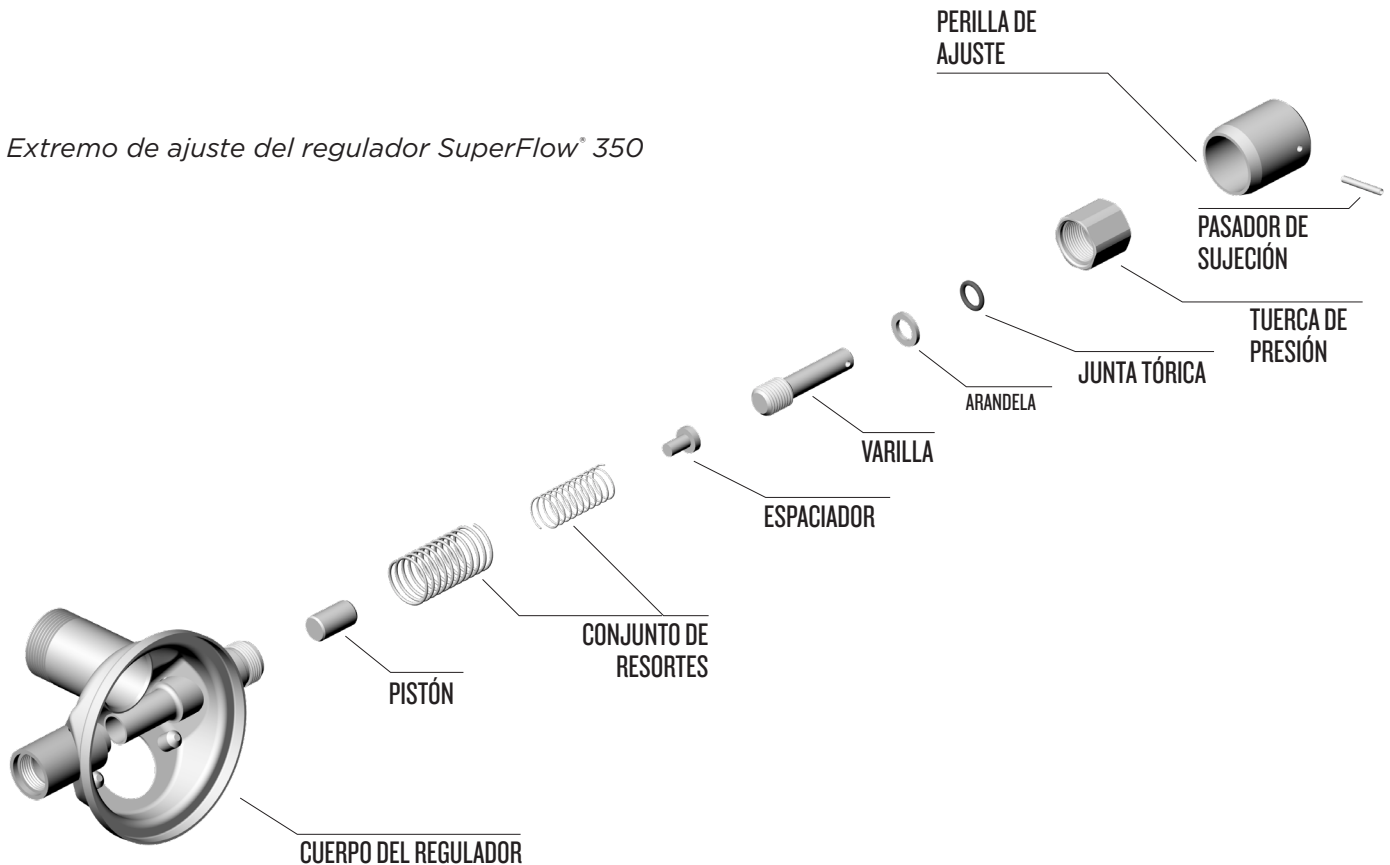 PERILLA DE
AJUSTE
Extremo de ajuste del regulador SuperFlow® 350
PASADOR DE
SUJECIÓN
TUERCA DE
PRESIÓN
JUNTA TÓRICA
ARANDELA
VARILLA
ESPACIADOR
CONJUNTO DE
RESORTES
PISTÓN
CUERPO DEL REGULADOR